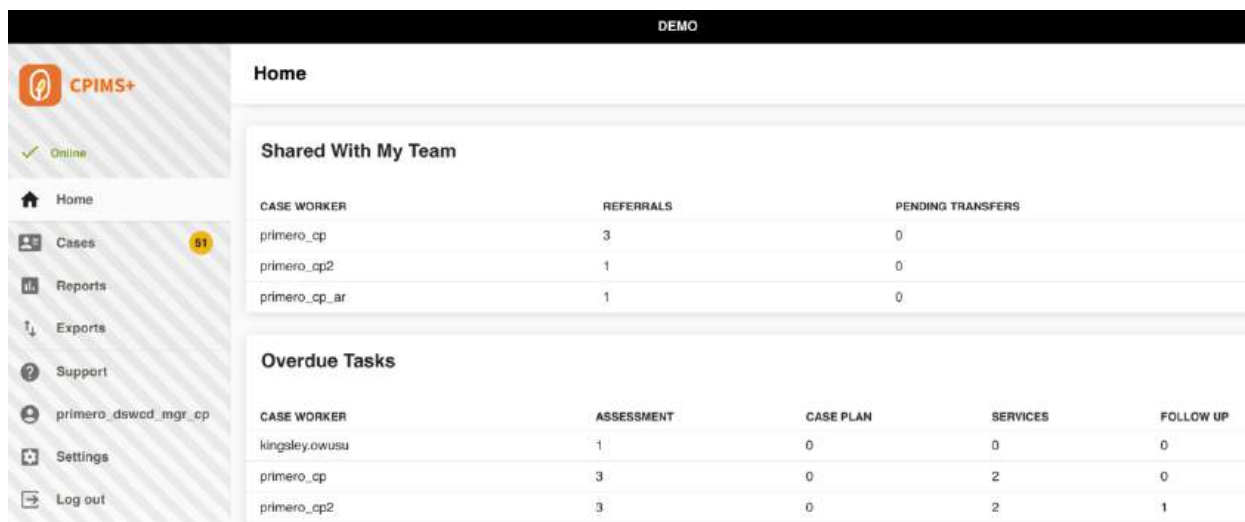 DEMO
CPIMS+
Home
Online
Shared With My Team
Home
CASE WORKER REFERRALS PENDING TRANSFERS
Cases 51
primero_cp 3 0
primero_cp2 1 0
Reports
primero_cp_ar 1 0
Exports
Overdue Tasks
Support
primero_dswcd_mgr_cp
CASE WORKER ASSESSMENT CASE PLAN SERVICES FOLLOW UP
kingsley.owusu 1 0 0 0
Settings
primero_cp 3 0 2 0
Log out
primero_cp2 3 0 2 1